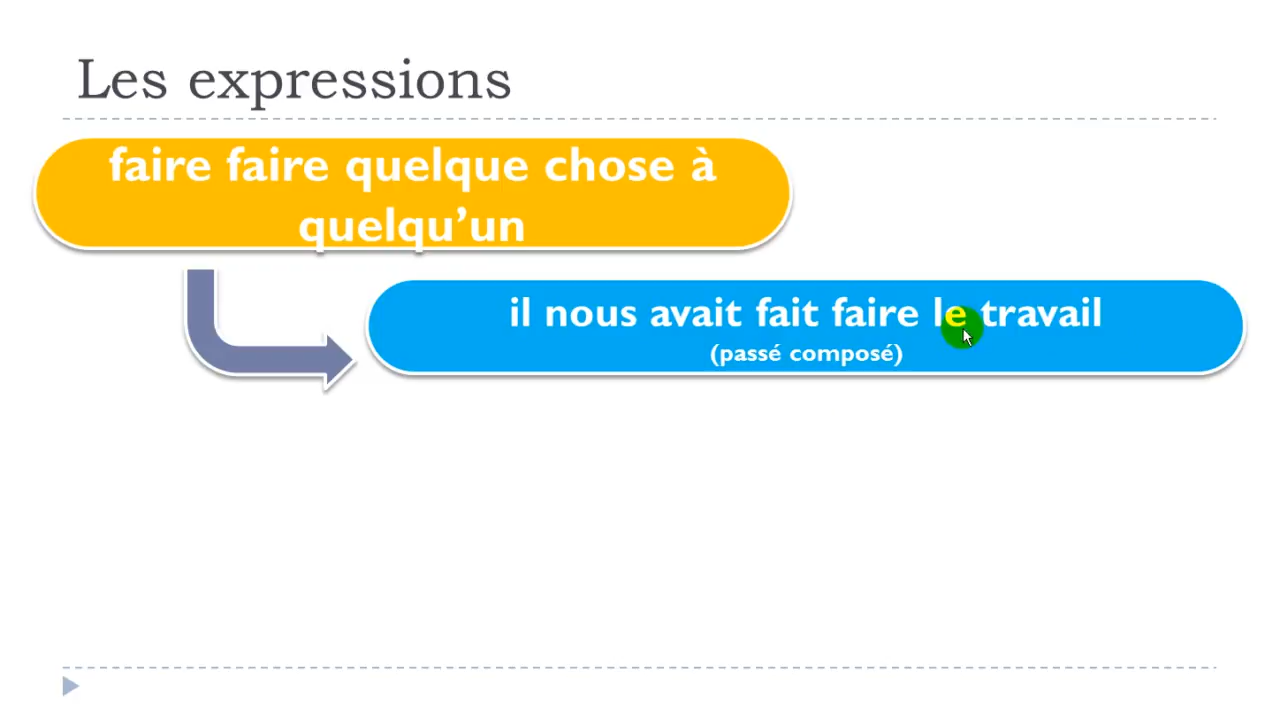 Les expressions
faire faire quelque chose à
quelqu’un
il nous avait fait faire le travail
(passé composé)